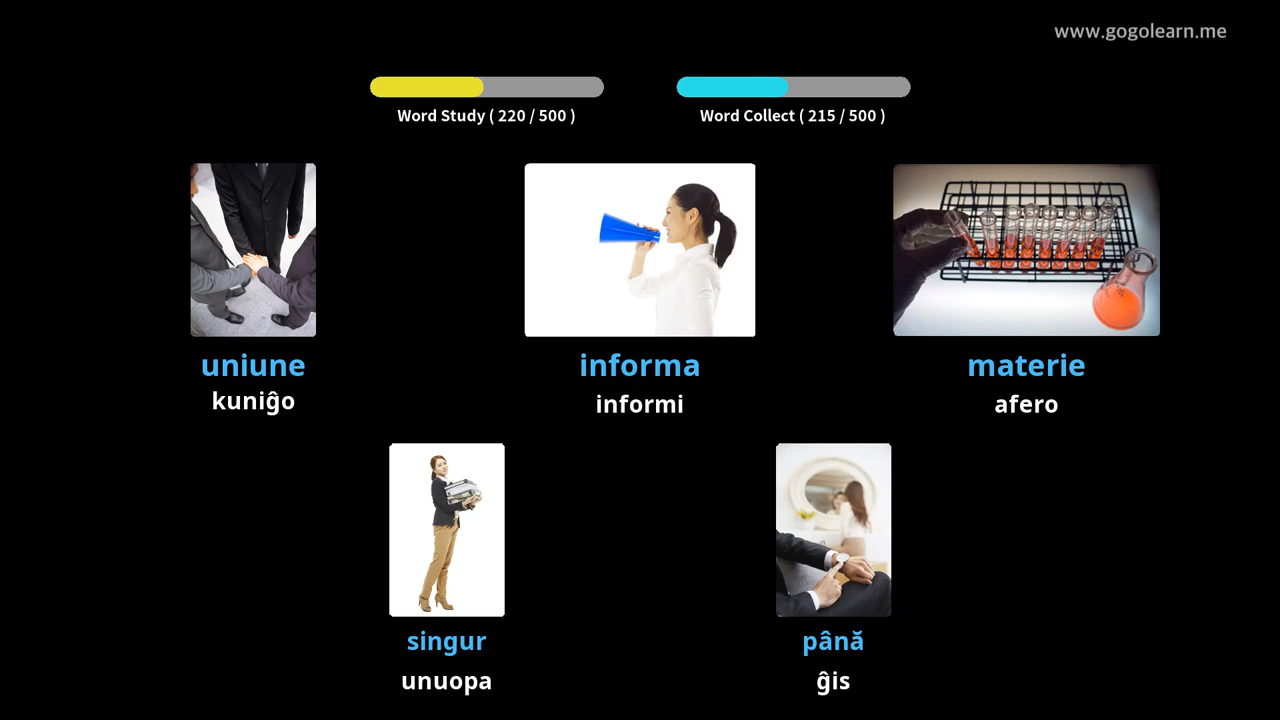 www.gogolearn.me
Word Study ( 220 / 500 )
Word Collect ( 215 / 500 )
uniune
kuniĝo
informa
informi
materie
afero
singur
unuopa
până
ĝis